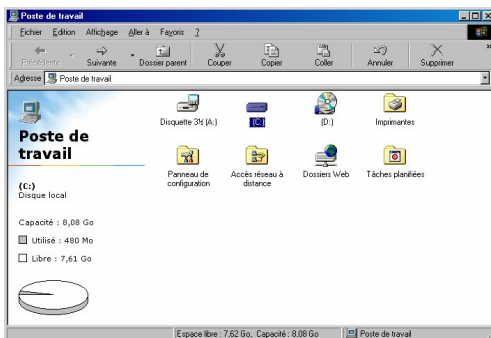 Poste de travail
Fichier Edition Affichage Aller à Favoris ?
Précédente Suivante Dossier parent Couper Copier Coller Annuler Supprimer »
Adresse Poste de travail
Poste de
travail
(C:)
Disque local
Capacité : 8,08 Go
Utilisé : 480 Mo
Libre : 7,61 Go
Disquette 3½ (A:) (C:) (D:) Imprimantes
Panneau de configuration Accès réseau à distance Dossiers Web Tâches planifiées
Espace libre : 7,62 Go, Capacité : 8,08 Go Poste de travail